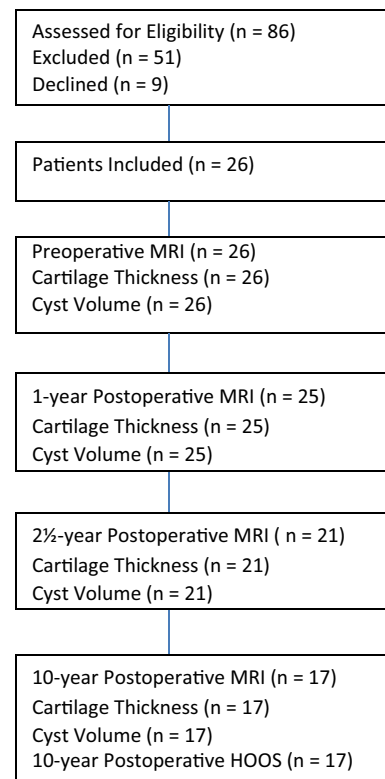 Assessed for Eligibility (n = 86)
Excluded (n = 51)
Declined (n = 9)
Patients Included (n = 26)
Preoperative MRI (n = 26)
Cartilage Thickness (n = 26)
Cyst Volume (n = 26)
1-year Postoperative MRI (n = 25)
Cartilage Thickness (n = 25)
Cyst Volume (n = 25)
2½-year Postoperative MRI ( n = 21)
Cartilage Thickness (n = 21)
Cyst Volume (n = 21)
10-year Postoperative MRI (n = 17)
Cartilage Thickness (n = 17)
Cyst Volume (n = 17)
10-year Postoperative HOOS (n = 17)